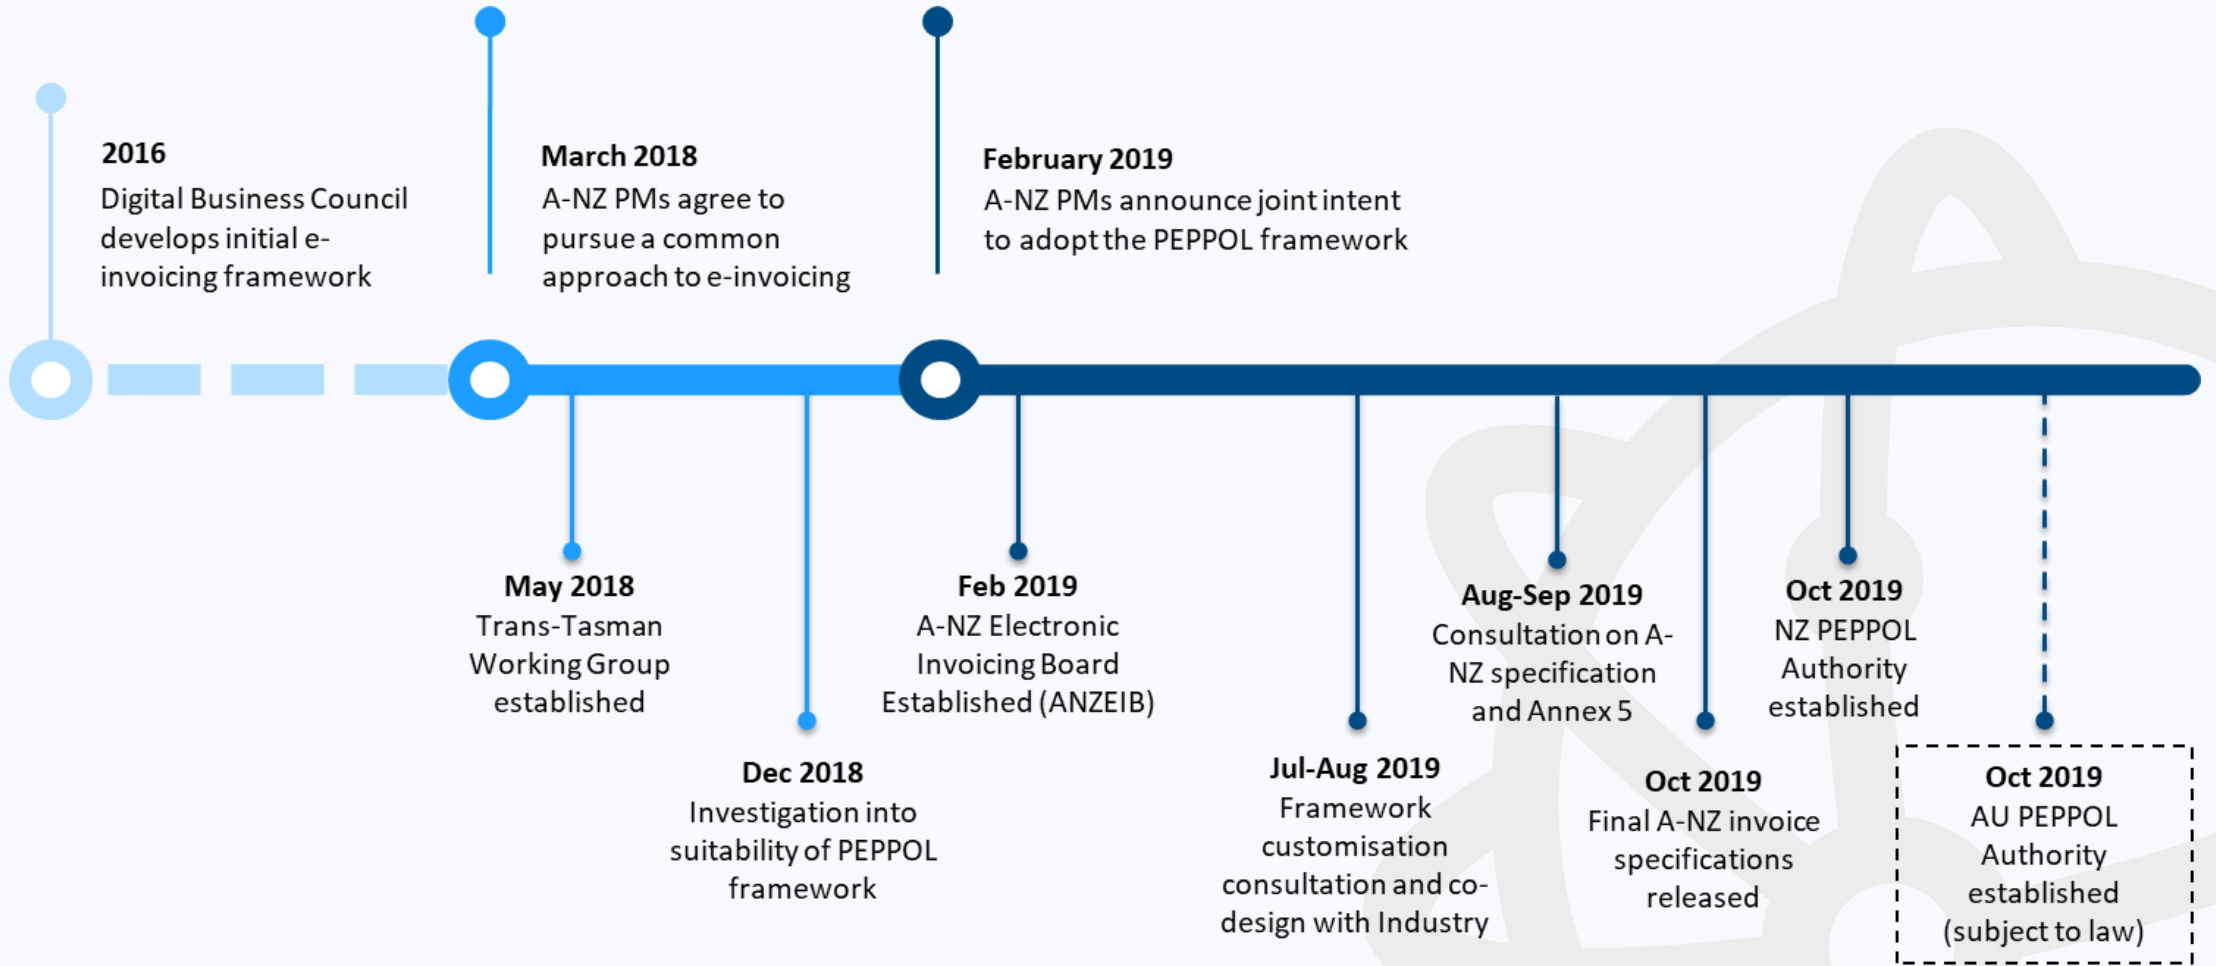 2016
Digital Business Council
develops initial e-
invoicing framework
March 2018
A-NZ PMs agree to
pursue a common
approach to e-invoicing
February 2019
A-NZ PMs announce joint intent
to adopt the PEPPOL framework
May 2018
Trans-Tasman
Working Group
established
Dec 2018
Investigation into
suitability of PEPPOL
framework
Feb 2019
A-NZ Electronic
Invoicing Board
Established (ANZEIB)
Jul-Aug 2019
Framework
customisation
consultation and co-
design with Industry
Aug-Sep 2019
Consultation on A-
NZ specification
and Annex 5
Oct 2019
Final A-NZ invoice
specifications
released
Oct 2019
NZ PEPPOL
Authority
established
Oct 2019
AU PEPPOL
Authority
established
(subject to law)